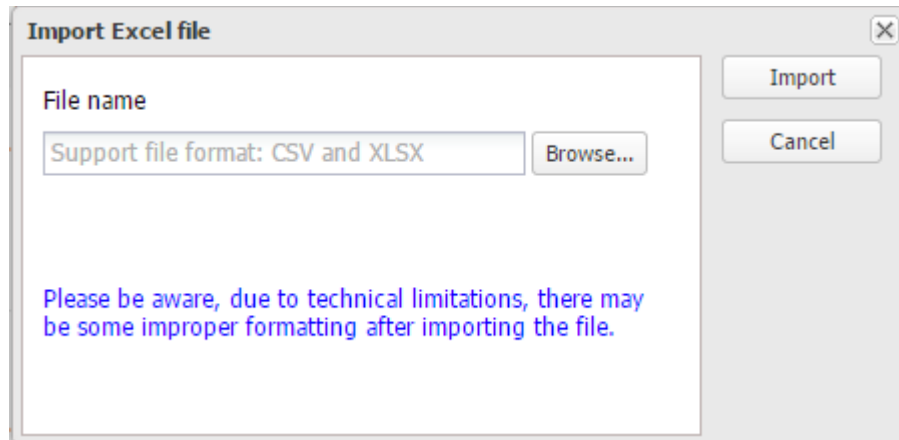 Import Excel file
Import
File name
Support file format: CSV and XLSX
Browse...
Cancel
Please be aware, due to technical limitations, there may
be some improper formatting after importing the file.